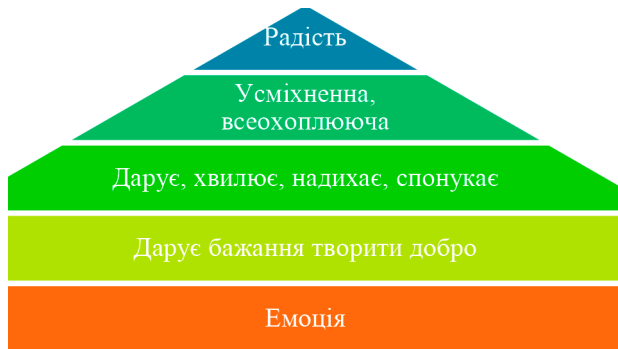 Радість
Усміхненна,
всеохоплююча
Дарує, хвилює, надихає, спонукає
Дарує бажання творити добро
Емоція